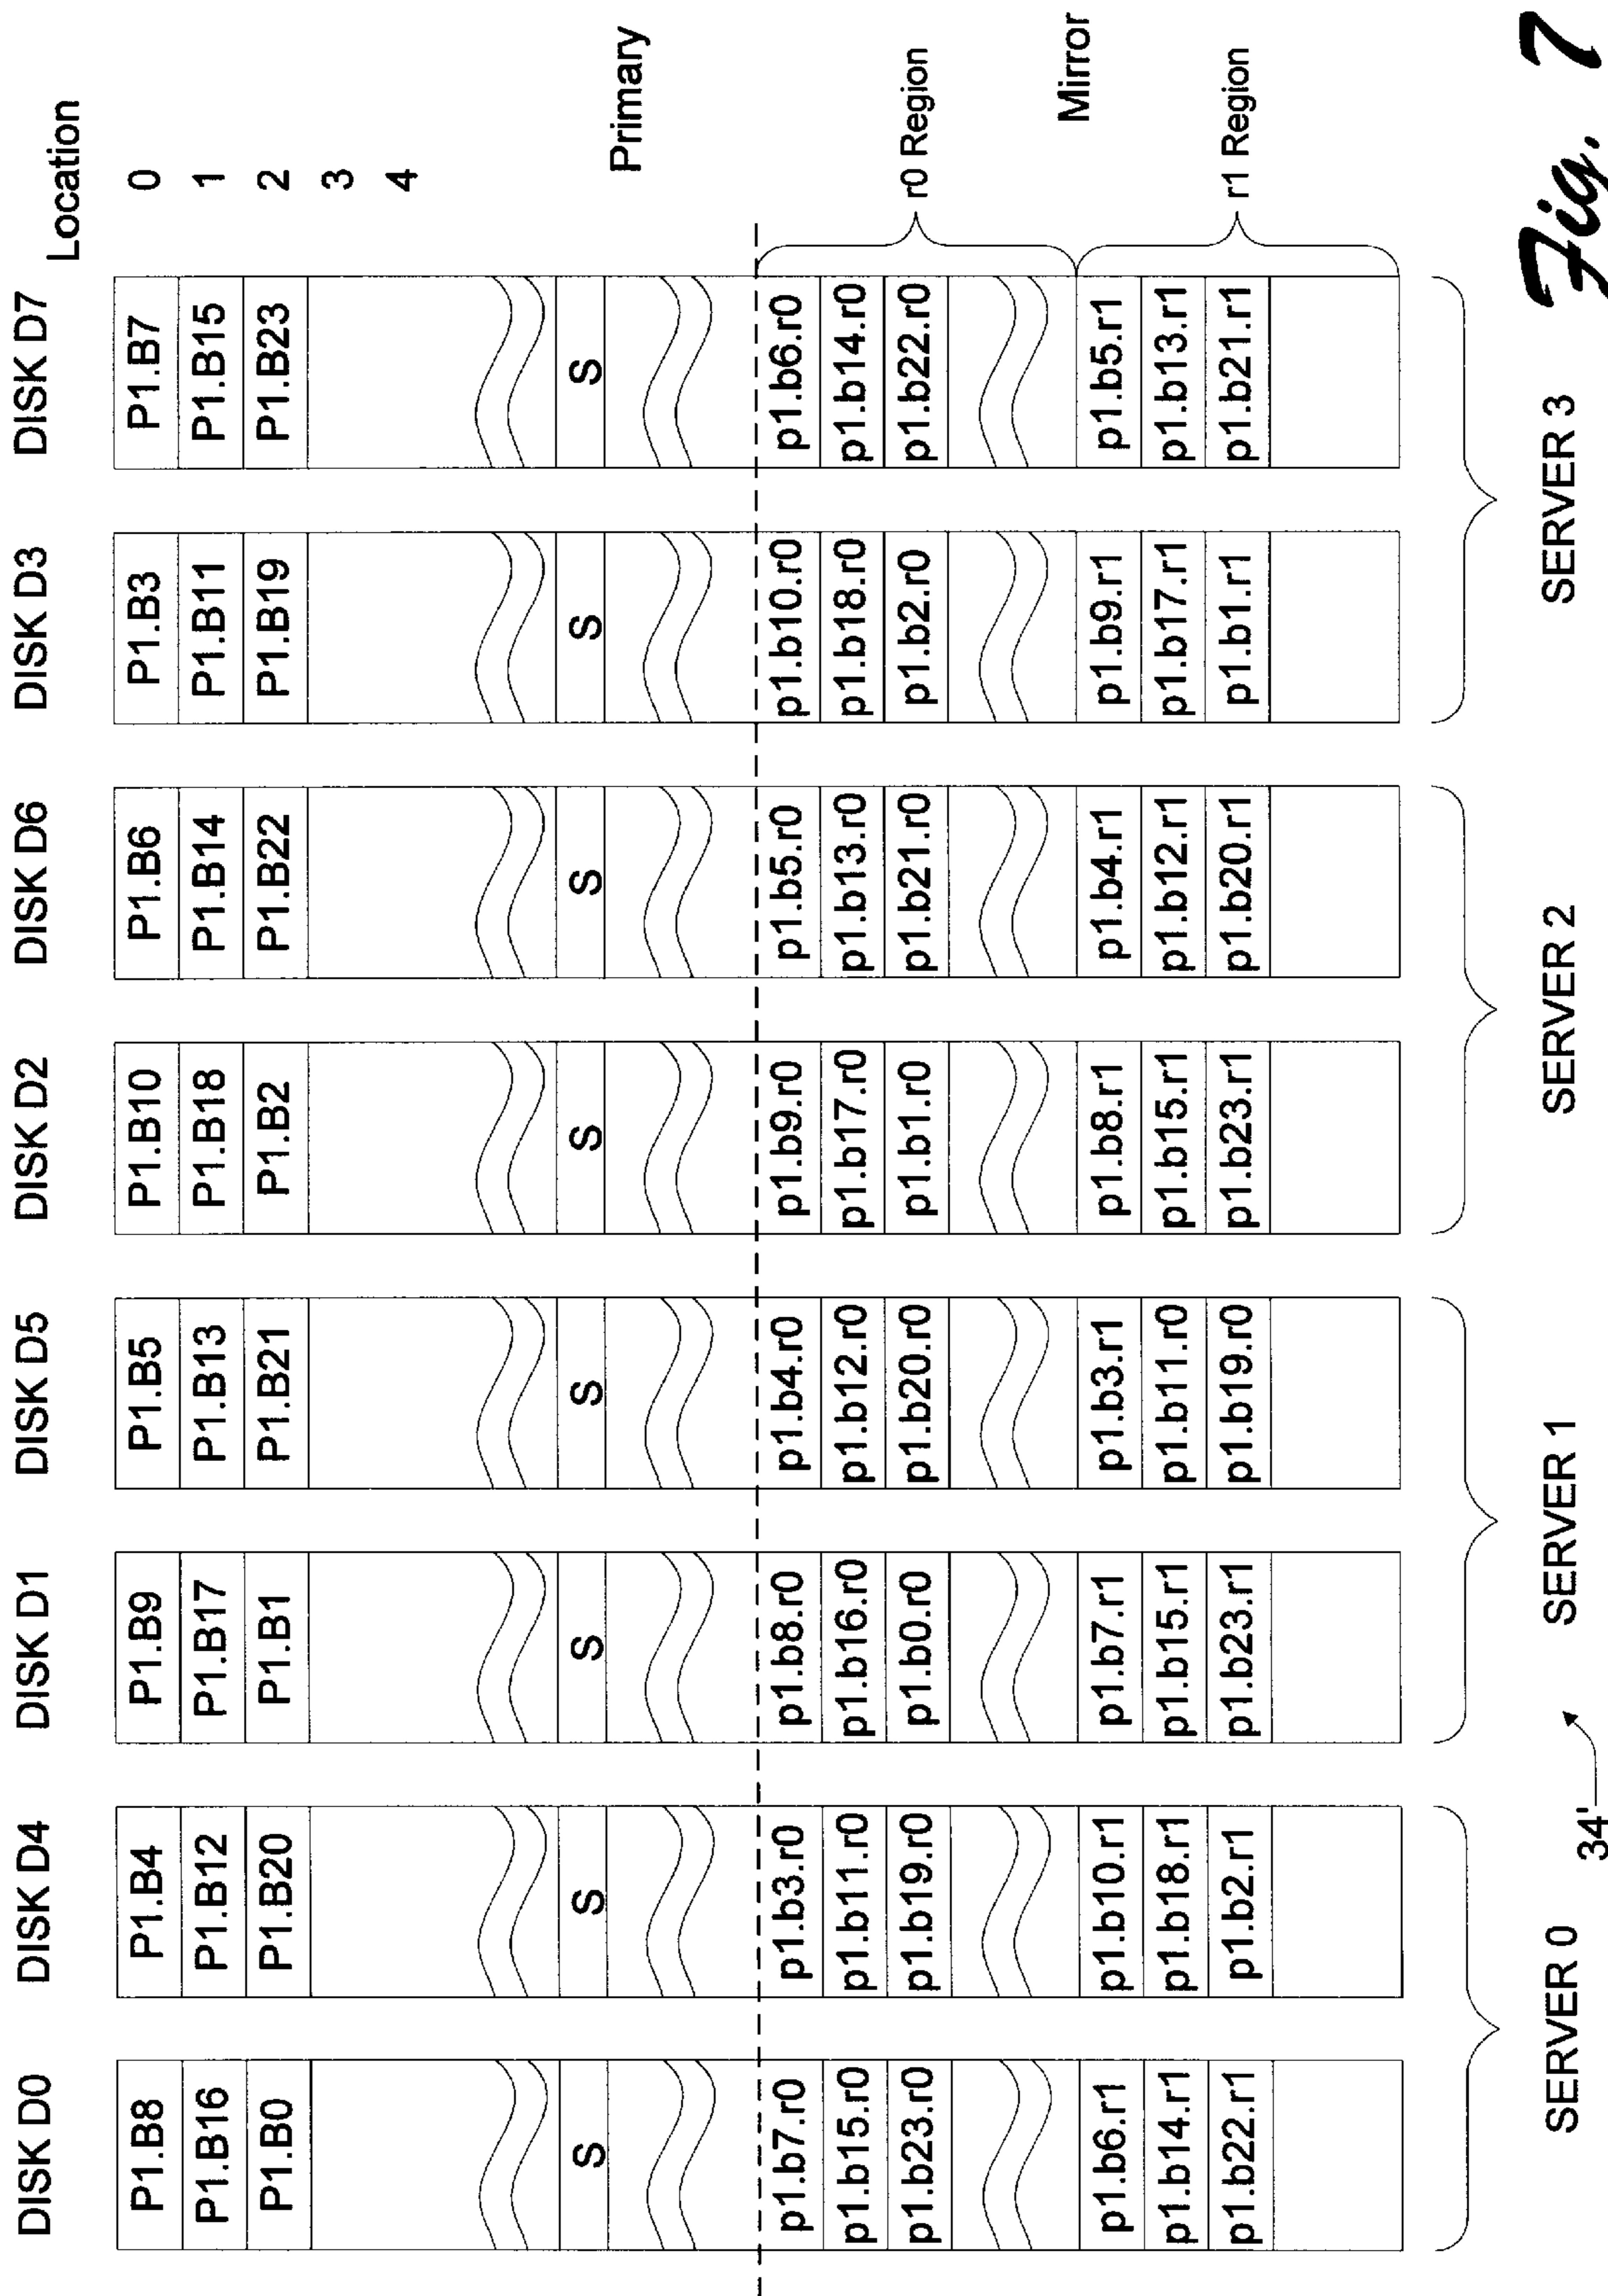 DISK D0 DISK D4 DISK D1 DISK D5 DISK D2 DISK D6 DISK D3 DISK D7
Location
P1.B8 P1.B4 P1.B9 P1.B5 P1.B10 P1.B6 P1.B3 P1.B7 0
P1.B16 P1.B12 P1.B17 P1.B13 P1.B18 P1.B14 P1.B11 P1.B15 1
P1.B0 P1.B20 P1.B1 P1.B21 P1.B2 P1.B22 P1.B19 P1.B23 2
3
4
S S S S S S S S
Primary
p1.b7.r0 p1.b3.r0 p1.b8.r0 p1.b4.r0 p1.b9.r0 p1.b5.r0 p1.b10.r0 p1.b6.r0
p1.b15.r0 p1.b11.r0 p1.b16.r0 p1.b12.r0 p1.b17.r0 p1.b13.r0 p1.b18.r0 p1.b14.r0
r0 Region
p1.b23.r0 p1.b19.r0 p1.b0.r0 p1.b20.r0 p1.b1.r0 p1.b21.r0 p1.b2.r0 p1.b22.r0
Mirror
p1.b6.r1 p1.b10.r1 p1.b7.r1 p1.b3.r1 p1.b8.r1 p1.b4.r1 p1.b9.r1 p1.b5.r1
p1.b14.r1 p1.b18.r1 p1.b15.r1 p1.b11.r0 p1.b15.r1 p1.b12.r1 p1.b17.r1 p1.b13.r1
p1.b22.r1 p1.b2.r1 p1.b23.r1 p1.b19.r0 p1.b23.r1 p1.b20.r1 p1.b1.r1 p1.b21.r1
r1 Region
SERVER 0 SERVER 1 SERVER 2 SERVER 3
34'
Fig. 7